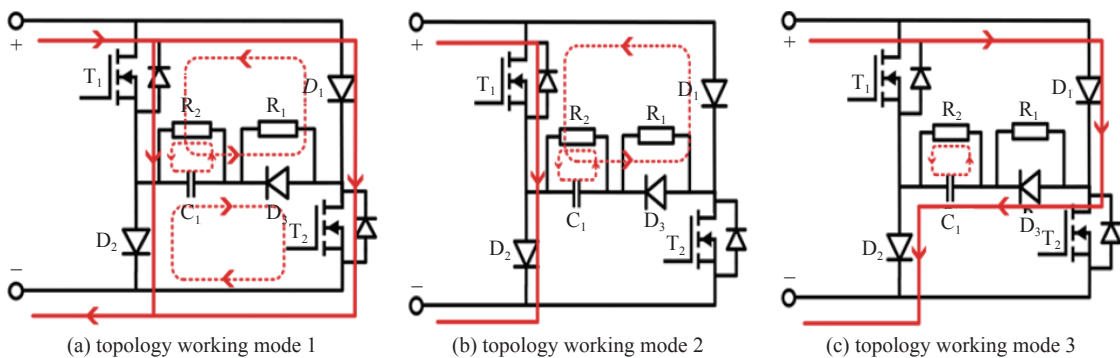 +
T₁
D₁
R₂
R₁
C₁
D₃
D₂
T₂
−
(a) topology working mode 1
+
T₁
D₁
R₂
R₁
C₁
D₃
D₂
T₂
−
(b) topology working mode 2
+
T₁
D₁
R₂
R₁
C₁
D₃
D₂
T₂
−
(c) topology working mode 3